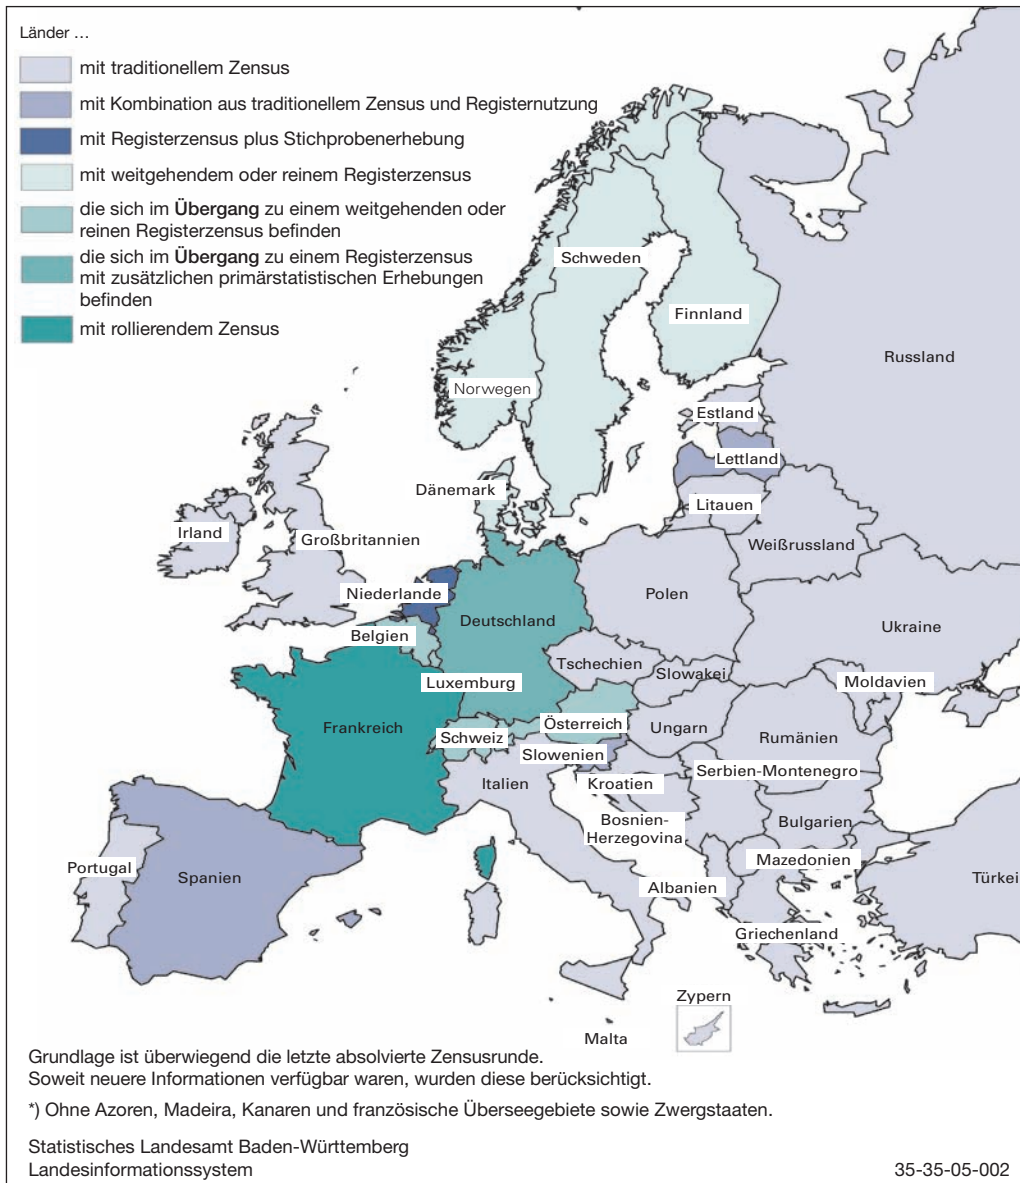 Länder ...
mit traditionellem Zensus
mit Kombination aus traditionellem Zensus und Registernutzung
mit Registerzensus plus Stichprobenerhebung
mit weitgehendem oder reinem Registerzensus
die sich im Übergang zu einem weitgehenden oder
reinen Registerzensus befinden
die sich im Übergang zu einem Registerzensus
mit zusätzlichen primärstatistischen Erhebungen
befinden
mit rollierendem Zensus
Schweden
Finnland
Russland
Norwegen
Estland
Lettland
Dänemark
Litauen
Irland
Großbritannien
Weißrussland
Niederlande
Polen
Deutschland
Ukraine
Belgien
Tschechien
Slowakei
Moldavien
Luxemburg
Österreich
Frankreich
Ungarn
Schweiz
Rumänien
Slowenien
Serbien-Montenegro
Italien
Kroatien
Bosnien-
Herzegovina
Bulgarien
Mazedonien
Portugal
Spanien
Türkei
Albanien
Griechenland
Zypern
Malta
Grundlage ist überwiegend die letzte absolvierte Zensusrunde.
Soweit neuere Informationen verfügbar waren, wurden diese berücksichtigt.
*) Ohne Azoren, Madeira, Kanaren und französische Überseegebiete sowie Zwergstaaten.
Statistisches Landesamt Baden-Württemberg
Landesinformationssystem
35-35-05-002